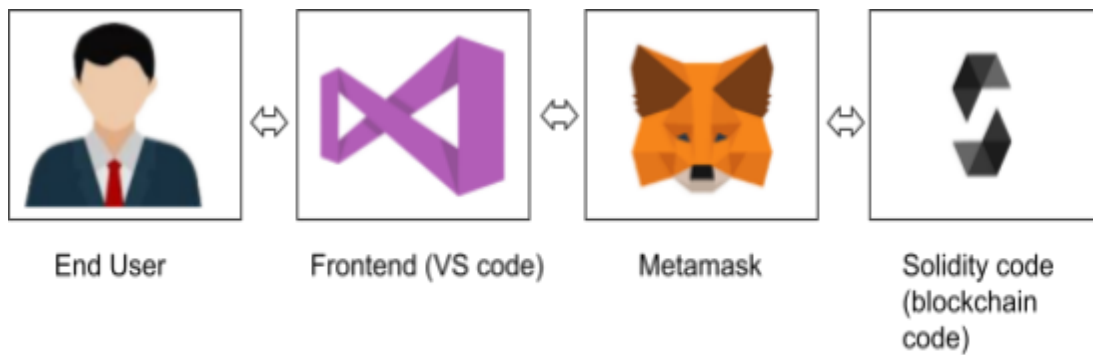 End User
Frontend (VS code)
Metamask
Solidity code
(blockchain
code)